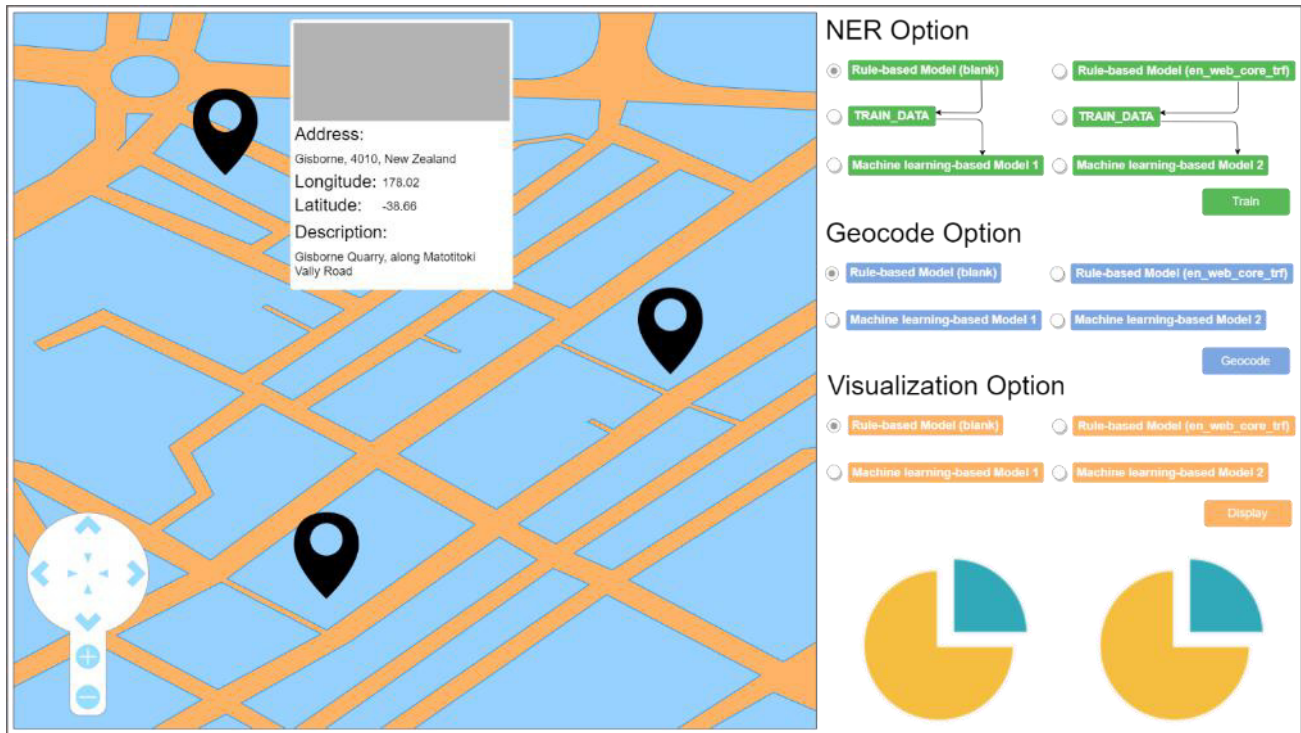 Address:
Gisborne, 4010, New Zealand
Longitude: 178.02
Latitude: -38.66
Description:
Gisborne Quarry, along Matotitoki
Vally Road
NER Option
Rule-based Model (blank)
Rule-based Model (en_web_core_trf)
TRAIN_DATA
TRAIN_DATA
Machine learning-based Model 1
Machine learning-based Model 2
Train
Geocode Option
Rule-based Model (blank)
Rule-based Model (en_web_core_trf)
Machine learning-based Model 1
Machine learning-based Model 2
Geocode
Visualization Option
Rule-based Model (blank)
Rule-based Model (en_web_core_trf)
Machine learning-based Model 1
Machine learning-based Model 2
Display